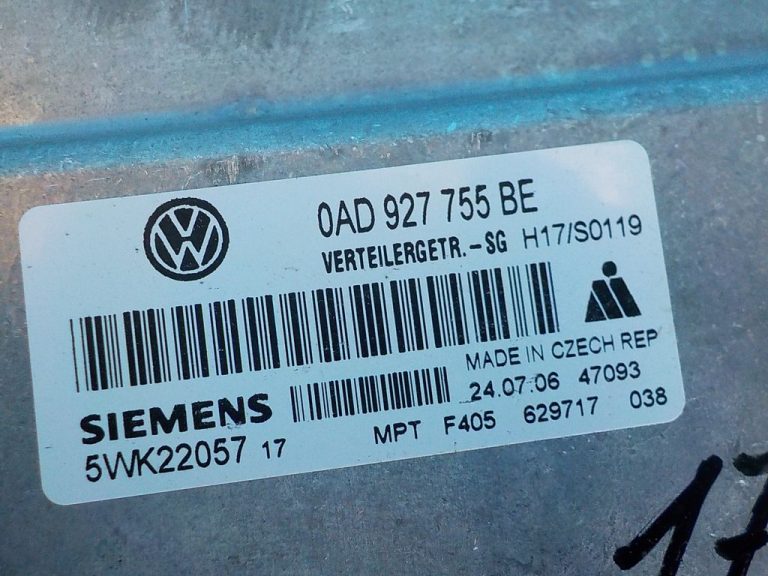 0AD 927 755 BE
VERTEILERGETR.-SG H17/S0119
MADE IN CZECH REP
SIEMENS 24.07.06 47093
5WK22057 17 MPT F405 629717 038
17